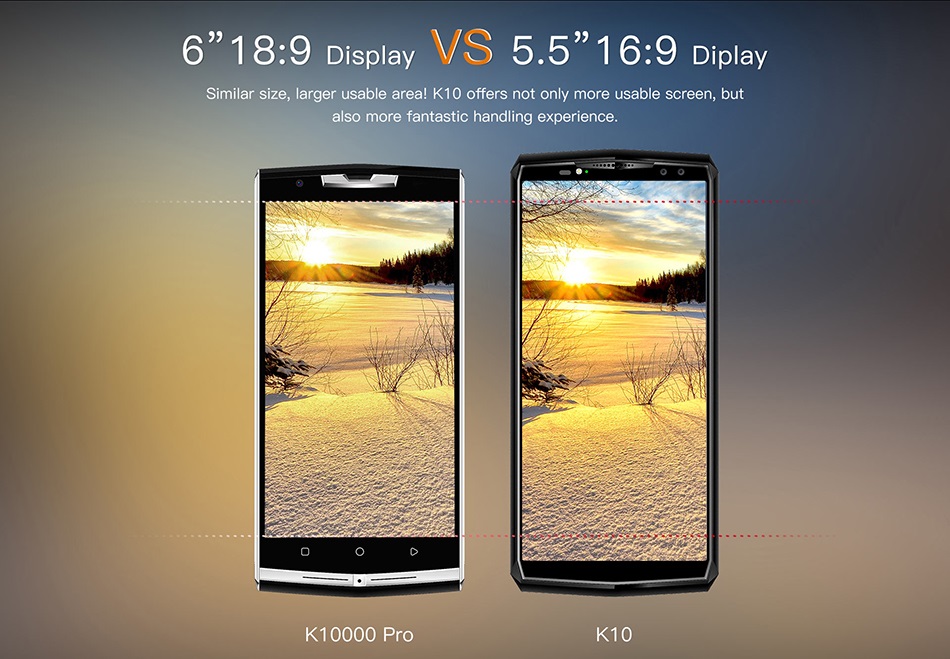 6”18:9 Display VS 5.5”16:9 Diplay
Similar size, larger usable area! K10 offers not only more usable screen, but
also more fantastic handling experience.
K10000 Pro
K10